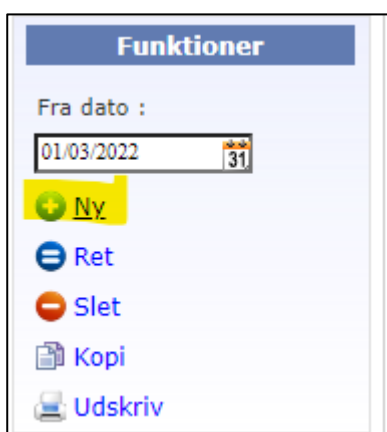 Funktioner
Fra dato :
01/03/2022 31
Ny
Ret
Slet
Kopi
Udskriv